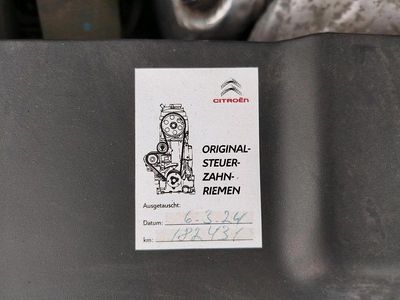 CITROËN
ORIGINAL-
STEUER-
ZAHN-
RIEMEN
Ausgetauscht:
Datum: 6.3.24
km: 182431